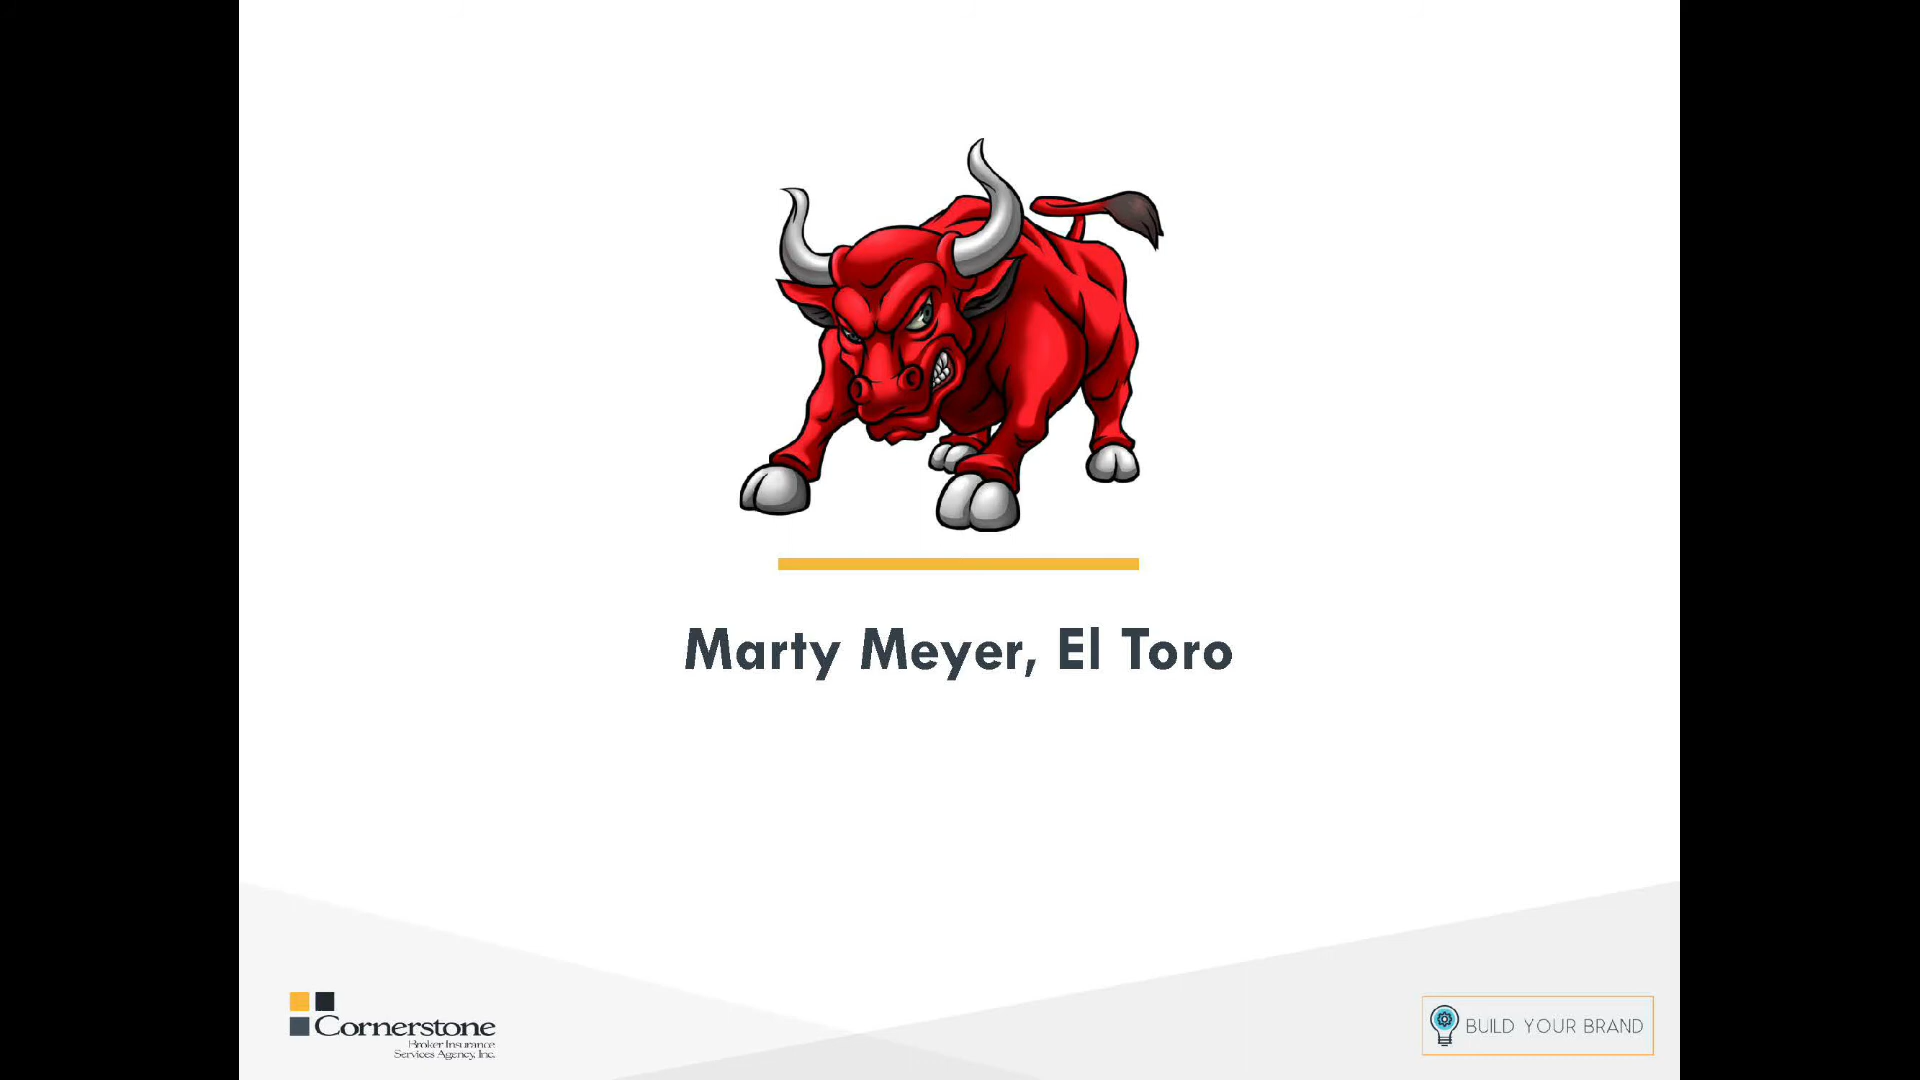 Marty Meyer, El Toro
Cornerstone
Broker Insurance
Services Agency, Inc.
BUILD YOUR BRAND